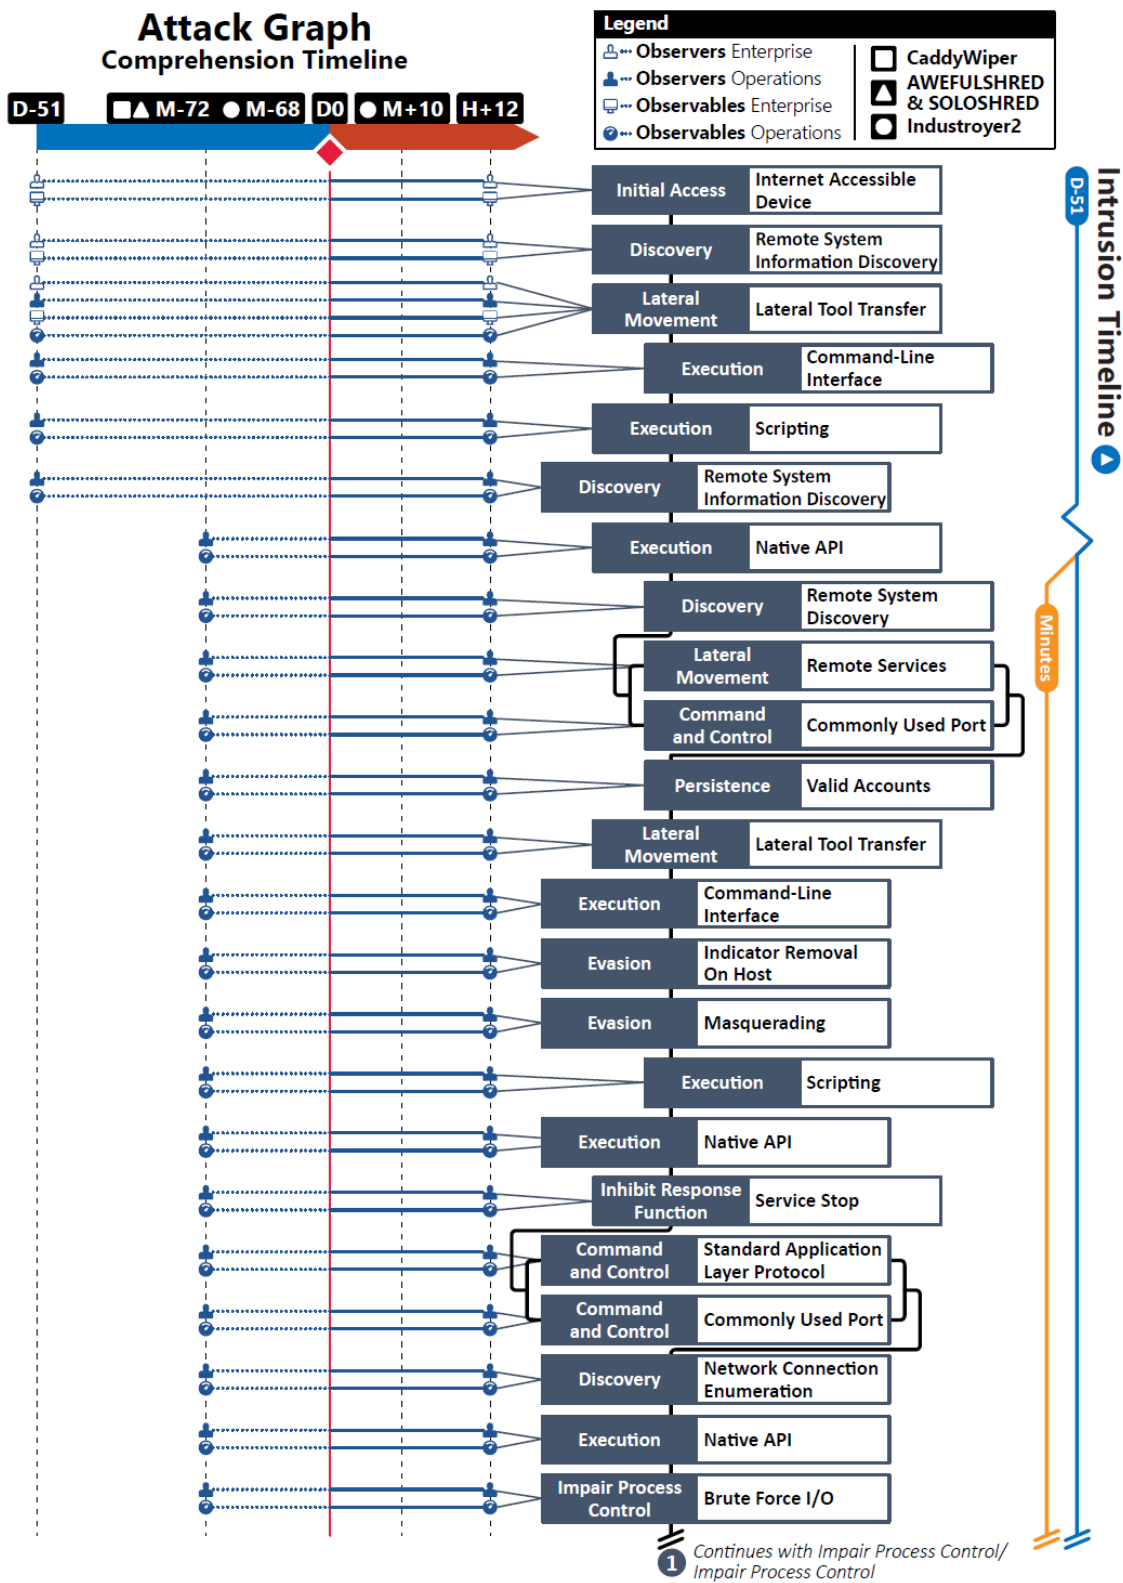 Attack Graph
Comprehension Timeline
Legend
Observers Enterprise
Observers Operations
Observables Enterprise
Observables Operations
CaddyWiper
AWEFULSHRED
& SOLOSHRED
Industroyer2
D-51
M-72
M-68
D0
M+10
H+12
Intrusion Timeline
D-51
Minutes
Initial Access
Internet Accessible
Device
Discovery
Remote System
Information Discovery
Lateral
Movement
Lateral Tool Transfer
Execution
Command-Line
Interface
Execution
Scripting
Discovery
Remote System
Information Discovery
Execution
Native API
Discovery
Remote System
Discovery
Lateral
Movement
Remote Services
Command
and Control
Commonly Used Port
Persistence
Valid Accounts
Lateral
Movement
Lateral Tool Transfer
Execution
Command-Line
Interface
Evasion
Indicator Removal
On Host
Evasion
Masquerading
Execution
Scripting
Execution
Native API
Inhibit Response
Function
Service Stop
Command
and Control
Standard Application
Layer Protocol
Command
and Control
Commonly Used Port
Discovery
Network Connection
Enumeration
Execution
Native API
Impair Process
Control
Brute Force I/O
1
Continues with Impair Process Control/
Impair Process Control